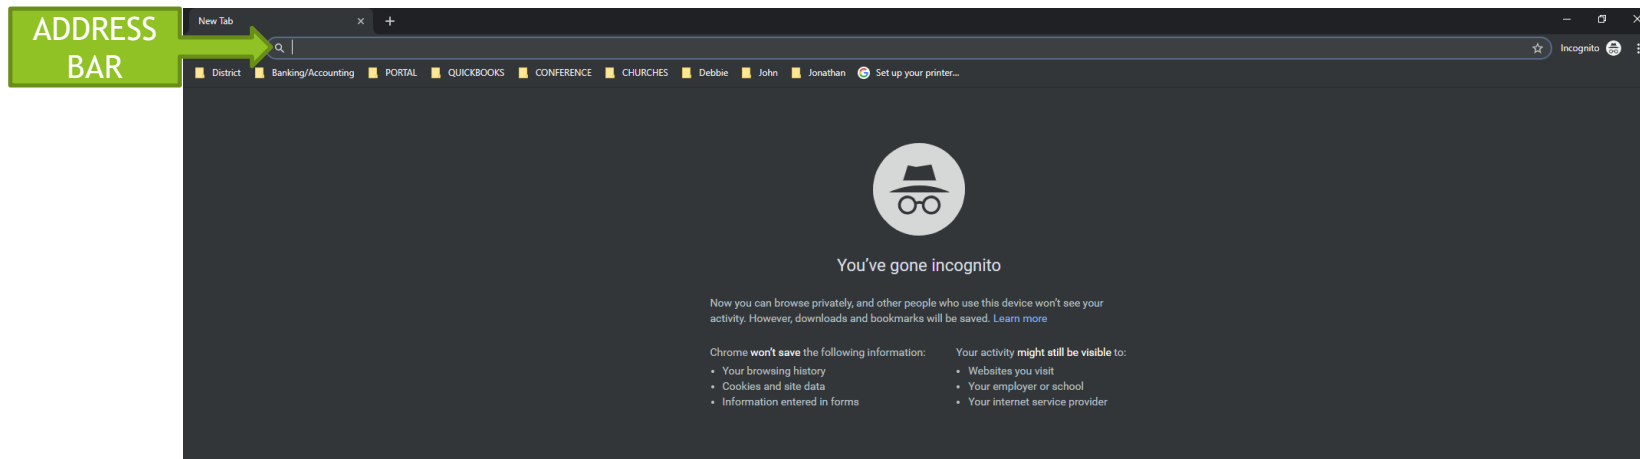 ADDRESS
BAR
New Tab
Incognito
District Banking/Accounting PORTAL QUICKBOOKS CONFERENCE CHURCHES Debbie John Jonathan Set up your printer...
You've gone incognito
Now you can browse privately, and other people who use this device won't see your
activity. However, downloads and bookmarks will be saved. Learn more
Chrome won't save the following information:
• Your browsing history
• Cookies and site data
• Information entered in forms
Your activity might still be visible to:
• Websites you visit
• Your employer or school
• Your internet service provider